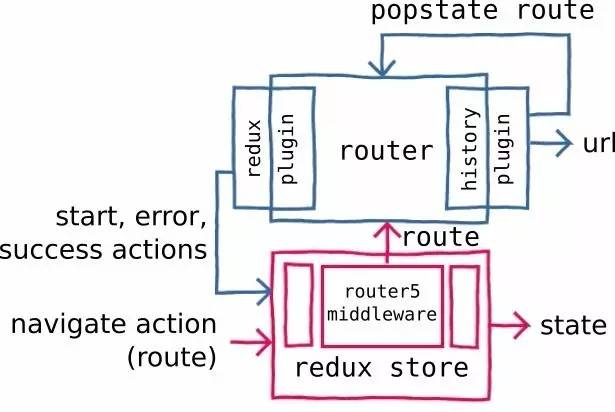 popstate route
redux
plugin
router
history
plugin
url
start, error,
success actions
route
router5
middleware
navigate action
(route)
state
redux store